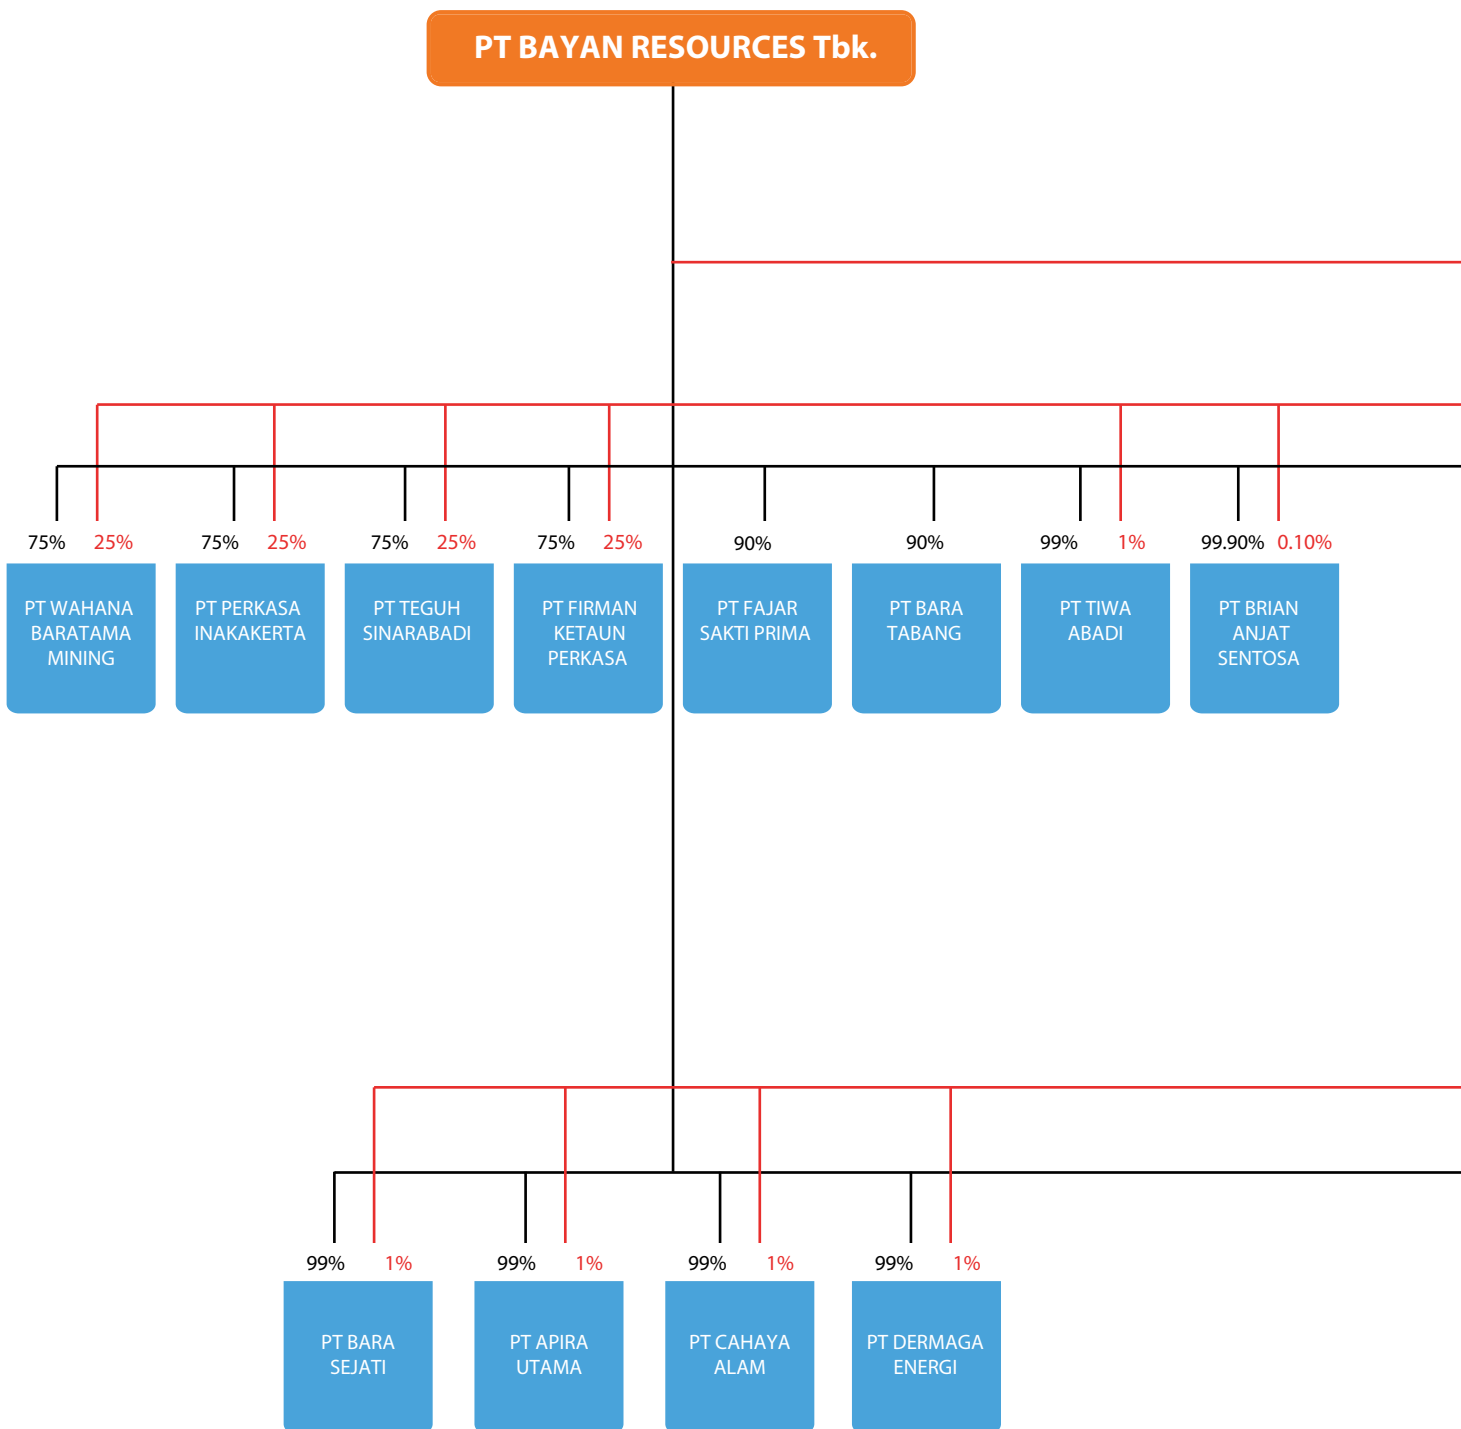 PT BAYAN RESOURCES Tbk.
75% 25% 75% 25% 75% 25% 75% 25% 90% 90% 99% 1% 99.90% 0.10%
PT WAHANA
BARATAMA
MINING
PT PERKASA
INAKAKERTA
PT TEGUH
SINARABADI
PT FIRMAN
KETAUN
PERKASA
PT FAJAR
SAKTI PRIMA
PT BARA
TABANG
PT TIWA
ABADI
PT BRIAN
ANJAT
SENTOSA
99% 1% 99% 1% 99% 1% 99% 1%
PT BARA
SEJATI
PT APIRA
UTAMA
PT CAHAYA
ALAM
PT DERMAGA
ENERGI